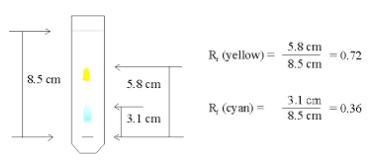 8.5 cm
5.8 cm
3.1 cm
Rf (yellow) = 5.8 cm / 8.5 cm = 0.72
Rf (cyan) = 3.1 cm / 8.5 cm = 0.36